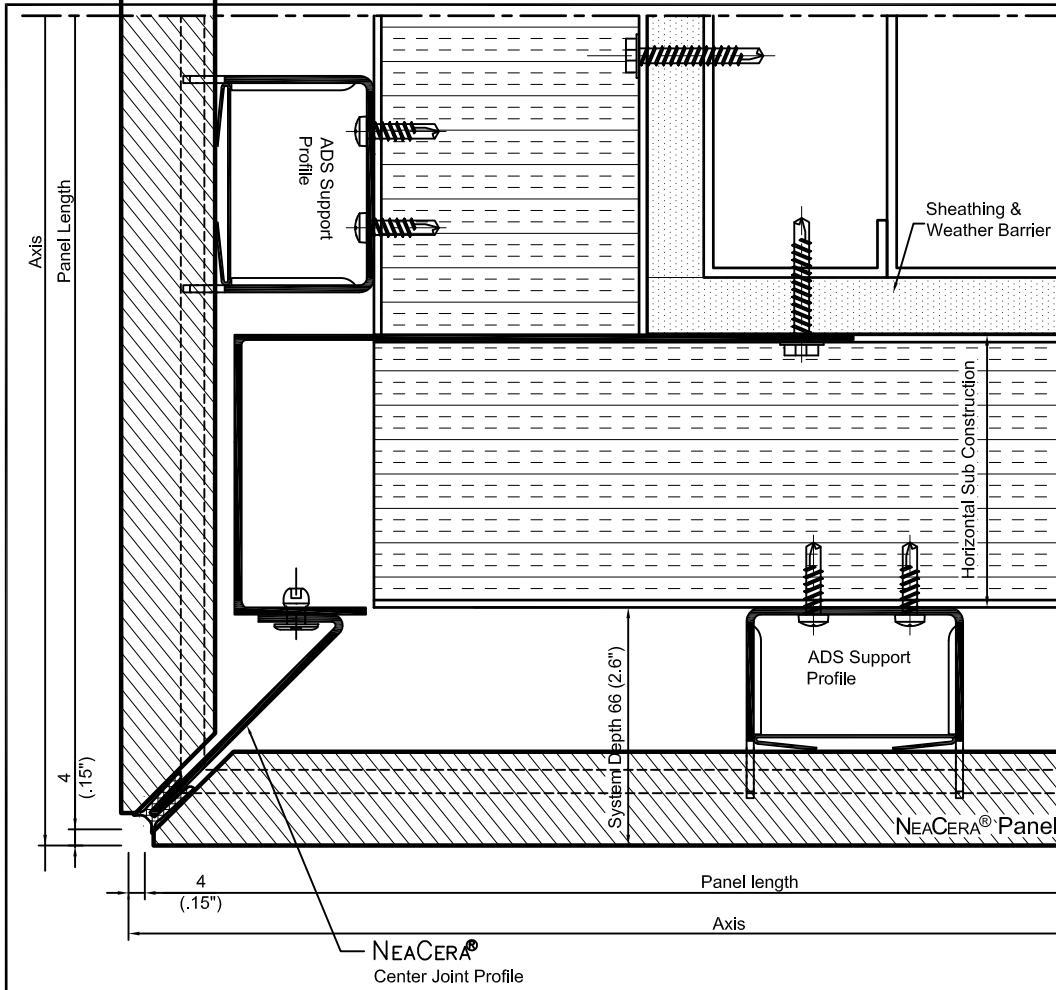 ADS Support
Profile
Axis
Panel Length
Sheathing &
Weather Barrier
Horizontal Sub Construction
System Depth 66 (2.6")
ADS Support
Profile
4
(.15")
NEACERA® Panel
4
(.15")
Panel length
Axis
NEACERA®
Center Joint Profile